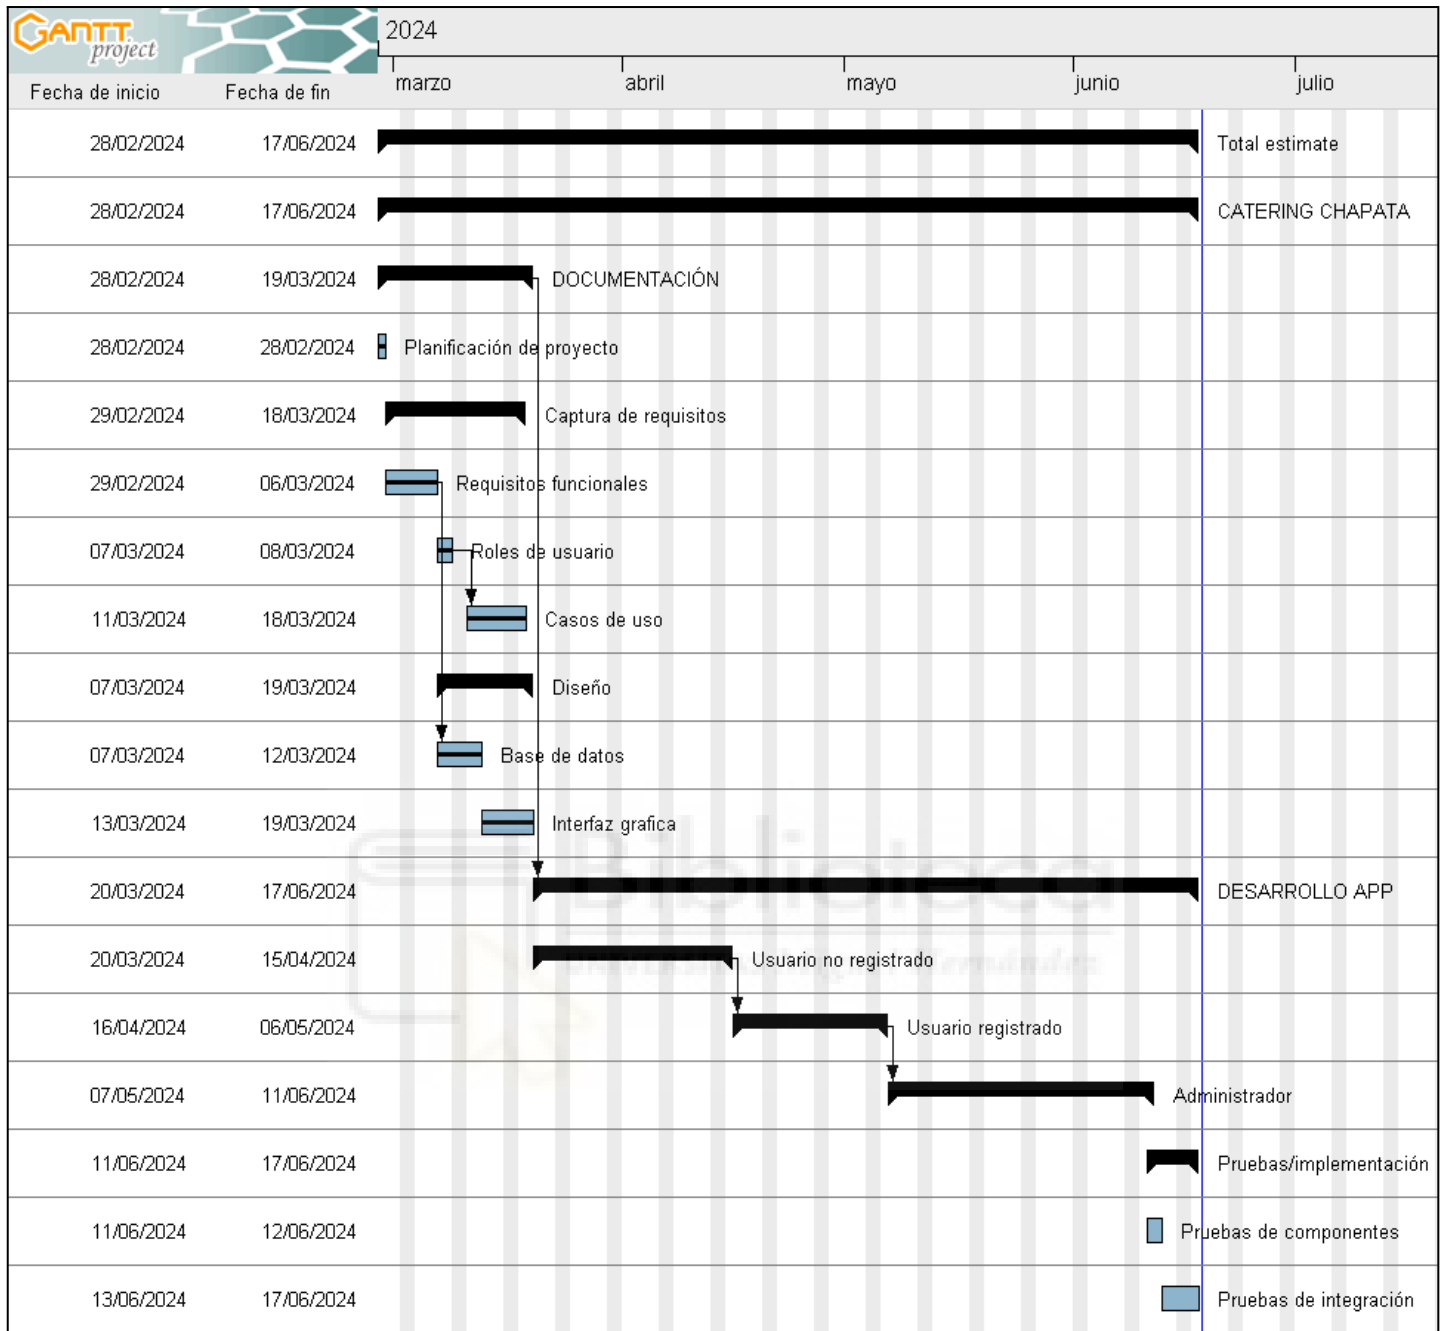 GANTT
project
2024
Fecha de inicio Fecha de fin marzo abril mayo junio julio
28/02/2024 17/06/2024 Total estimate
28/02/2024 17/06/2024 CATERING CHAPATA
28/02/2024 19/03/2024 DOCUMENTACIÓN
28/02/2024 28/02/2024 Planificación de proyecto
29/02/2024 18/03/2024 Captura de requisitos
29/02/2024 06/03/2024 Requisitos funcionales
07/03/2024 08/03/2024 Roles de usuario
11/03/2024 18/03/2024 Casos de uso
07/03/2024 19/03/2024 Diseño
07/03/2024 12/03/2024 Base de datos
13/03/2024 19/03/2024 Interfaz grafica
Biblioteca
20/03/2024 17/06/2024 DESARROLLO APP
20/03/2024 15/04/2024 Usuario no registrado
16/04/2024 06/05/2024 Usuario registrado
07/05/2024 11/06/2024 Administrador
11/06/2024 17/06/2024 Pruebas/implementación
11/06/2024 12/06/2024 Pruebas de componentes
13/06/2024 17/06/2024 Pruebas de integración